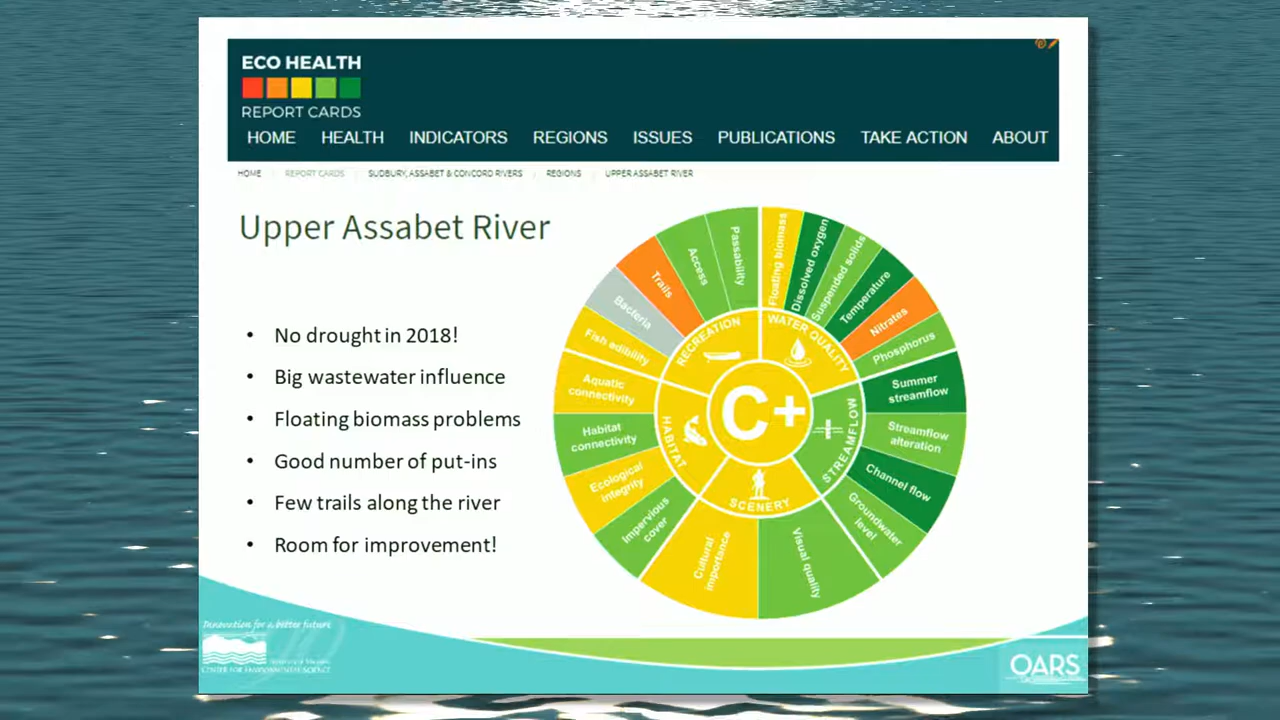 ECO HEALTH
REPORT CARDS
HOME HEALTH INDICATORS REGIONS ISSUES PUBLICATIONS TAKE ACTION ABOUT
HOME REPORT CARDS SUDBURY, ASSABET & CONCORD RIVERS REGIONS UPPER ASSABET RIVER
Upper Assabet River
• No drought in 2018!
• Big wastewater influence
• Floating biomass problems
• Good number of put-ins
• Few trails along the river
• Room for improvement!
C+
WATER QUALITY
Floating biomass
Dissolved oxygen
Suspended solids
Temperature
Nitrates
Phosphorus
STREAMFLOW
Summer
streamflow
Streamflow
alteration
Channel flow
Groundwater
level
SCENERY
Visual quality
Cultural
importance
HABITAT
Impervious
cover
Ecological
integrity
Habitat
connectivity
Aquatic
connectivity
RECREATION
Fish edibility
Bacteria
Trails
Access
Passability
Innovation for a better future
CENTER FOR ENVIRONMENTAL SCIENCE
OARS